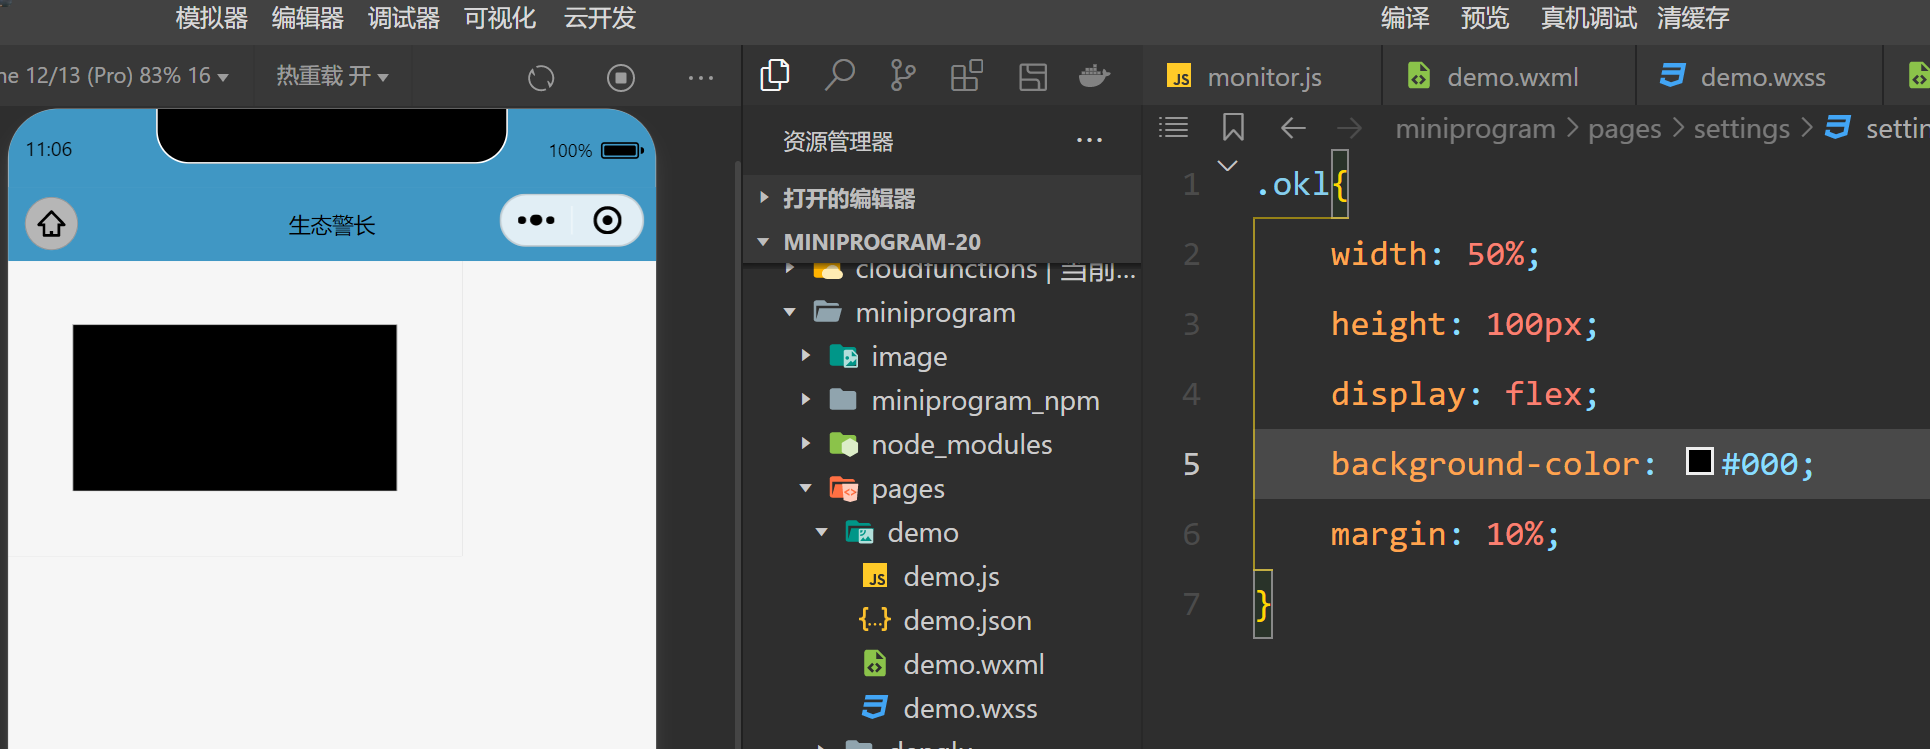 模拟器 编辑器 调试器 可视化 云开发 编译 预览 真机调试 清缓存
ne 12/13 (Pro) 83% 16 热重载 开
monitor.js demo.wxml demo.wxss
资源管理器
miniprogram > pages > settings >
打开的编辑器
MINIPROGRAM-20
cloudfunctions | 当前...
miniprogram
image
miniprogram_npm
node_modules
pages
demo
demo.js
demo.json
demo.wxml
demo.wxss
11:06 100%
生态警长
1 .okl{
2 width: 50%;
3 height: 100px;
4 display: flex;
5 background-color: #000;
6 margin: 10%;
7 }